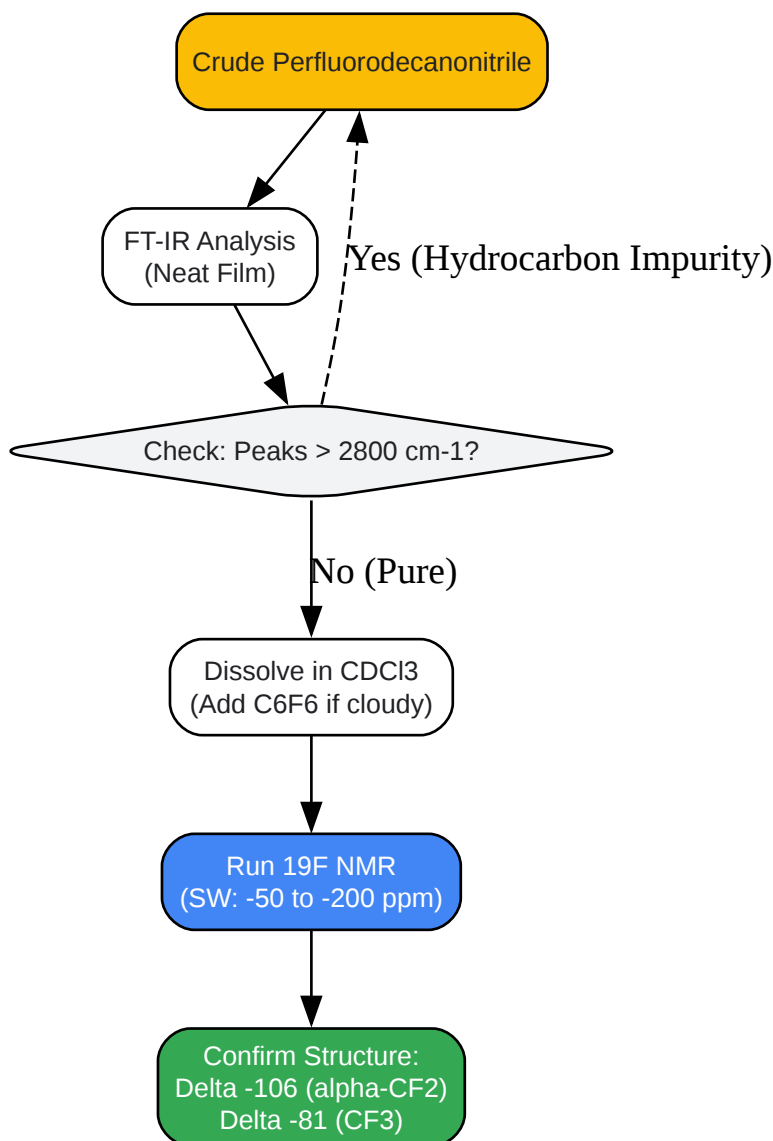 Crude Perfluorodecanonitrile
FT-IR Analysis
(Neat Film)
Yes (Hydrocarbon Impurity)
Check: Peaks > 2800 cm-1?
No (Pure)
Dissolve in CDCl3
(Add C6F6 if cloudy)
Run 19F NMR
(SW: -50 to -200 ppm)
Confirm Structure:
Delta -106 (alpha-CF2)
Delta -81 (CF3)